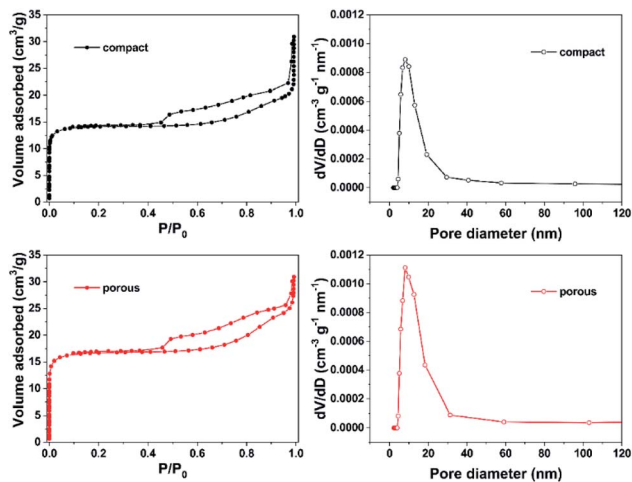 Volume adsorbed (cm³/g)
35
30
25
20
15
10
5
0
compact
0.0 0.2 0.4 0.6 0.8 1.0
P/P₀
dV/dD (cm⁻³ g⁻¹ nm⁻¹)
0.0012
0.0010
0.0008
0.0006
0.0004
0.0002
0.0000
compact
0 20 40 60 80 100 120
Pore diameter (nm)
Volume adsorbed (cm³/g)
35
30
25
20
15
10
5
0
porous
0.0 0.2 0.4 0.6 0.8 1.0
P/P₀
dV/dD (cm⁻³ g⁻¹ nm⁻¹)
0.0012
0.0010
0.0008
0.0006
0.0004
0.0002
0.0000
porous
0 20 40 60 80 100 120
Pore diameter (nm)